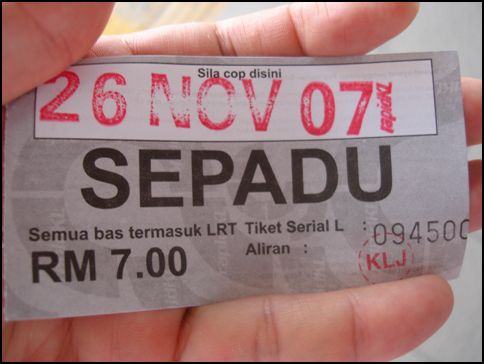 Sila cop disini
26 NOV 07
SEPADU
Semua bas termasuk LRT Tiket Serial L : 094500
Aliran :
RM 7.00
KLJ